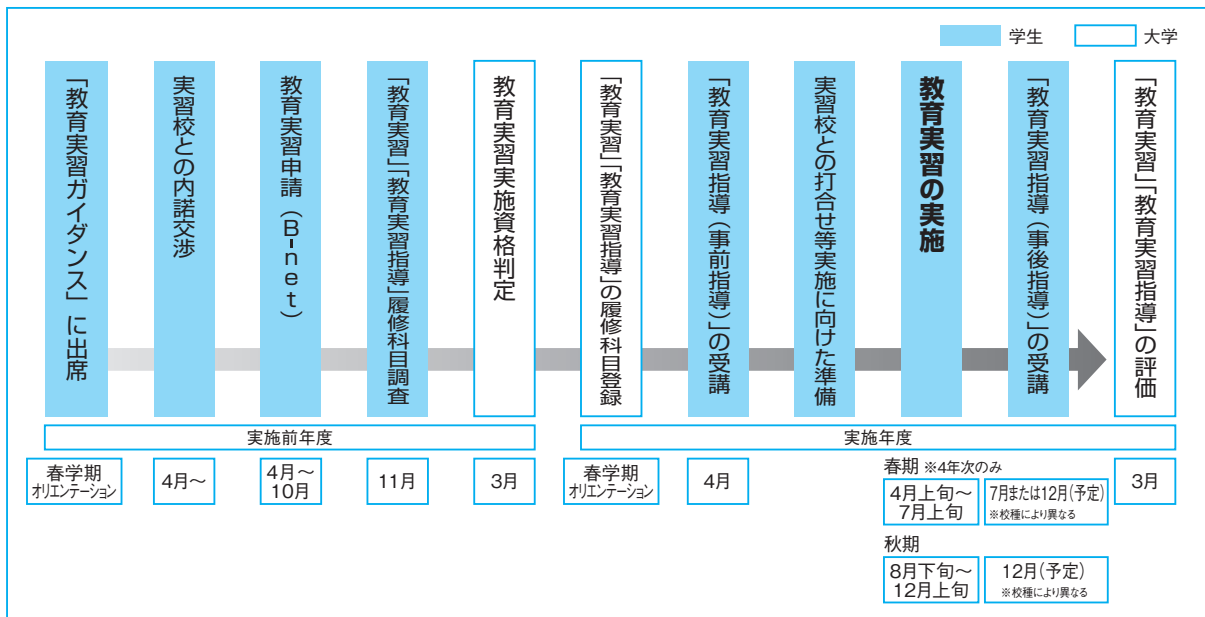 学生
大学
「教育実習ガイダンス」に出席
実習校との内諾交渉
教育実習申請（B-net）
「教育実習」「教育実習指導」履修科目調査
教育実習実施資格判定
「教育実習」「教育実習指導」の履修科目登録
「教育実習指導（事前指導）」の受講
実習校との打合せ等実施に向けた準備
教育実習の実施
「教育実習指導（事後指導）」の受講
「教育実習」「教育実習指導」の評価
実施前年度
実施年度
春学期
オリエンテーション
4月～
4月～
10月
11月
3月
春学期
オリエンテーション
4月
春期 ※4年次のみ
4月上旬～
7月上旬
7月または12月(予定)
※校種により異なる
3月
秋期
8月下旬～
12月上旬
12月(予定)
※校種により異なる